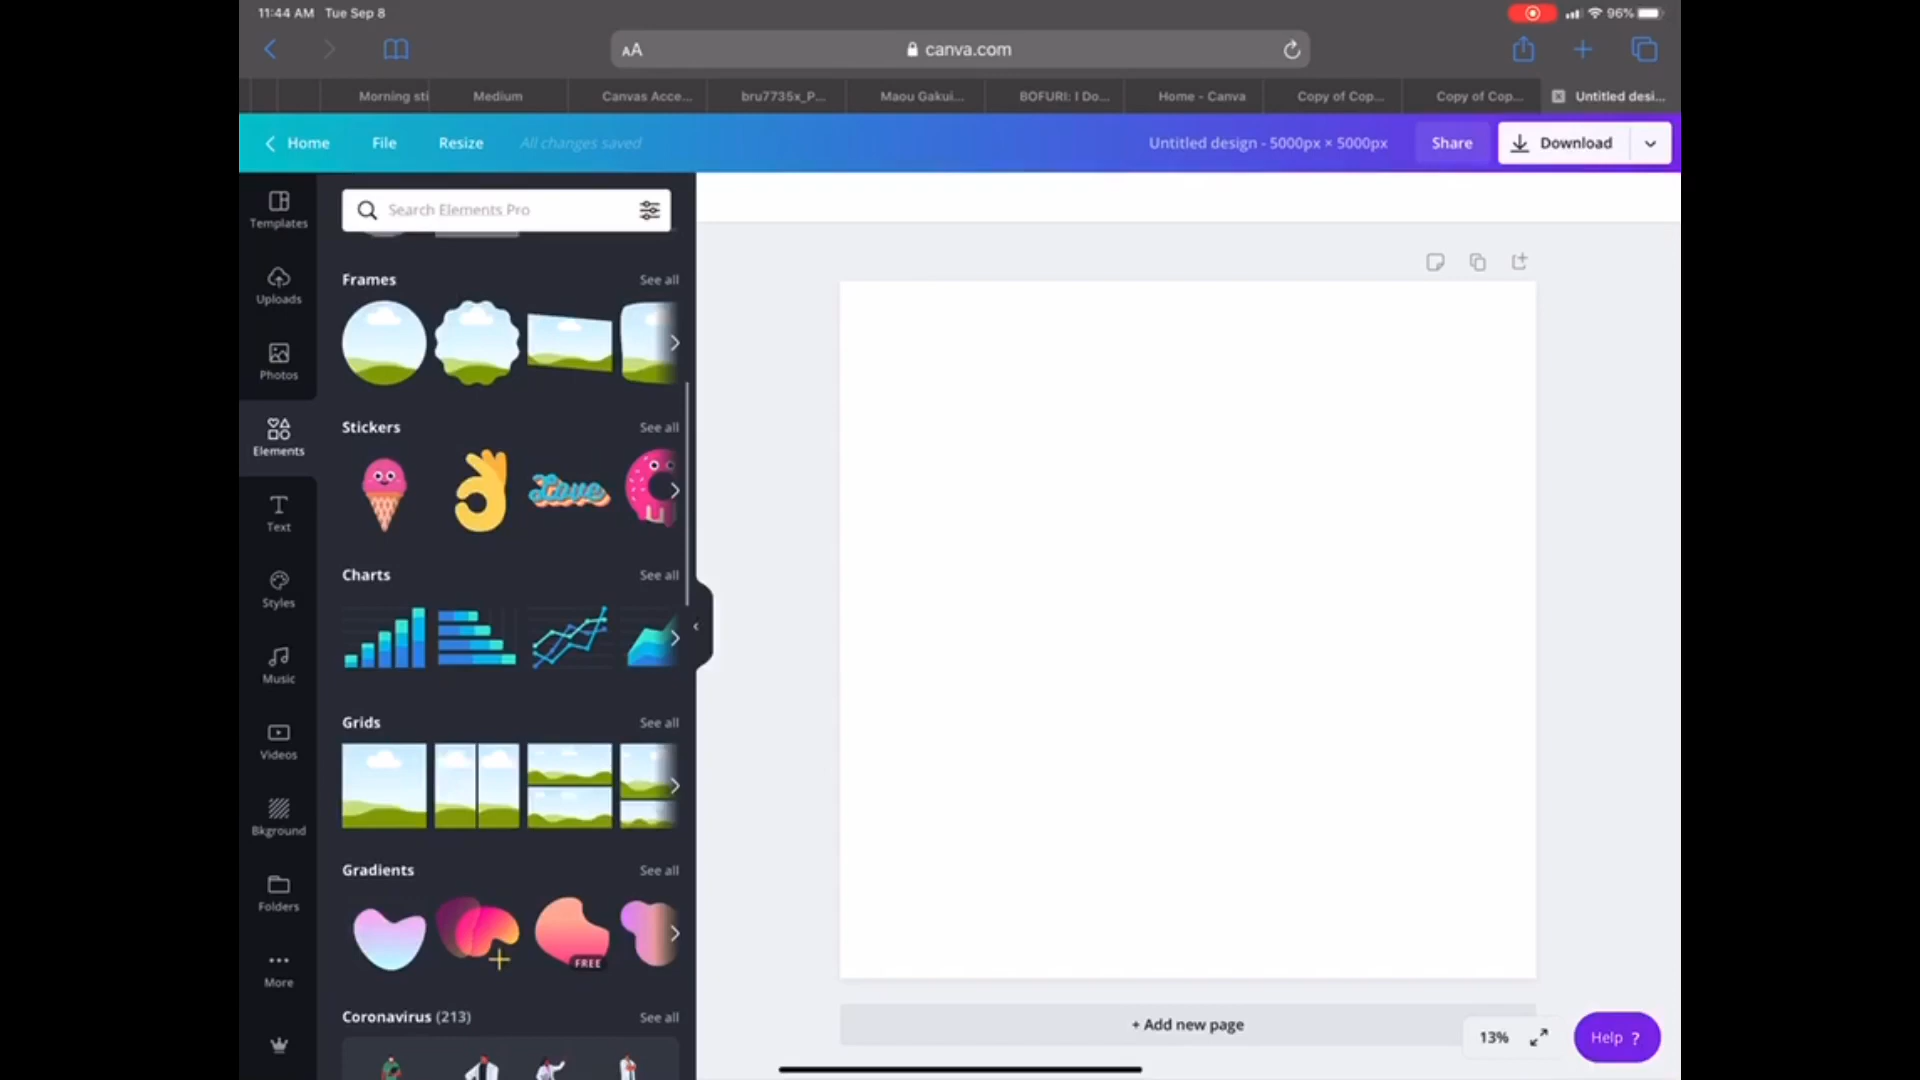 11:44 AM Tue Sep 8
96%
AA
canva.com
Morning sti
Medium
Canvas Acce...
bru7735x_P...
Maou Gakui...
BOFURI: I Do...
Home - Canva
Copy of Cop...
Copy of Cop...
Untitled desi...
Home
File
Resize
All changes saved
Untitled design - 5000px × 5000px
Share
Download
Templates
Uploads
Photos
Elements
Text
Styles
Music
Videos
Bkground
Folders
More
Search Elements Pro
Frames
See all
Stickers
See all
Love
Charts
See all
Grids
See all
Gradients
See all
FREE
Coronavirus (213)
See all
+ Add new page
13%
Help ?